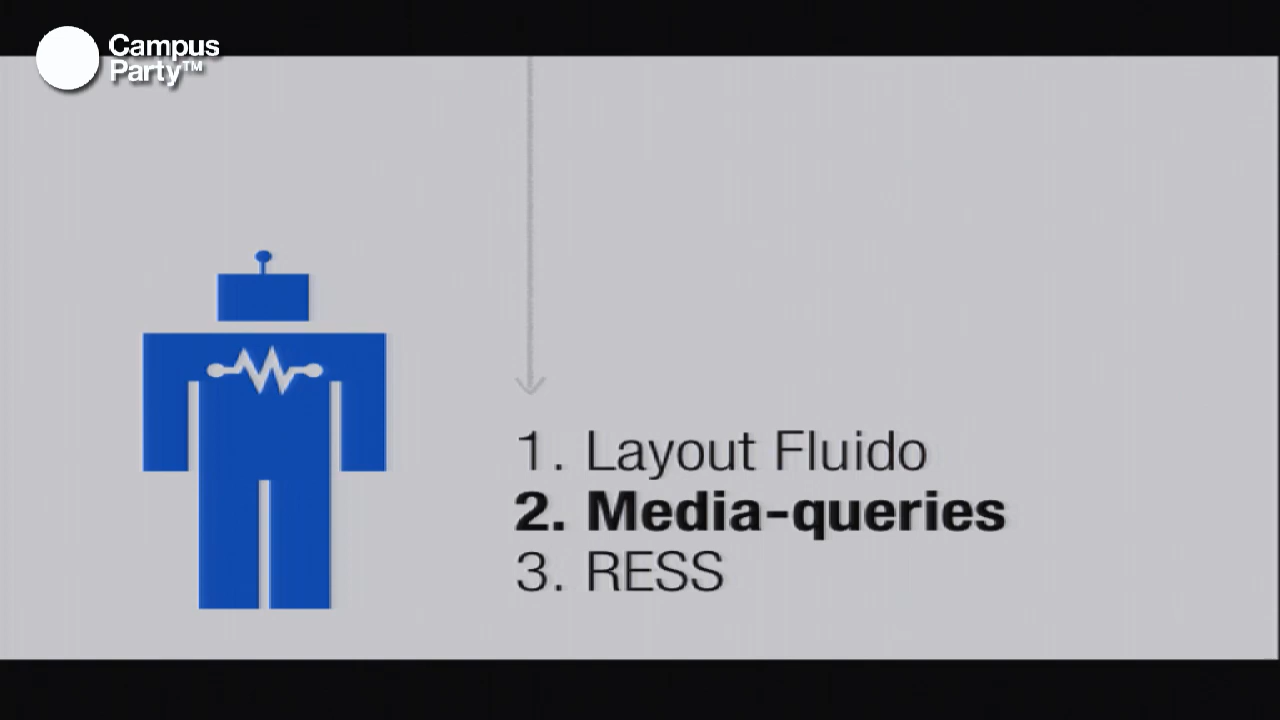 Campus
Party™
1. Layout Fluido
2. Media-queries
3. RESS